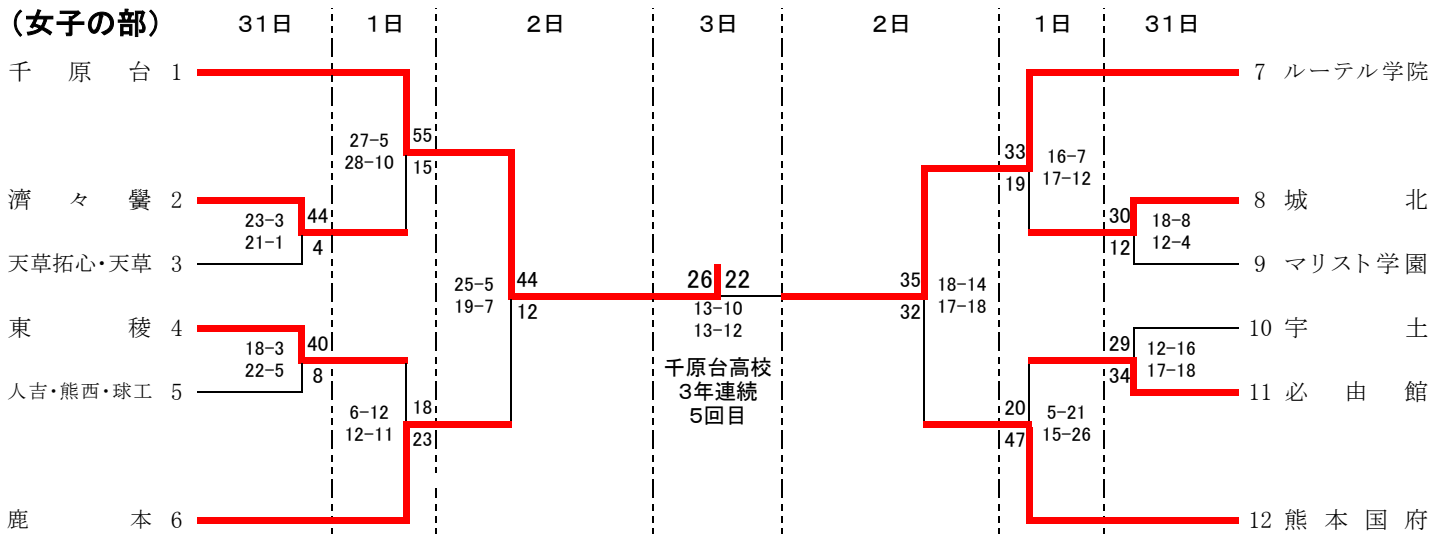 (女子の部)
31日 1日 2日 3日 2日 1日 31日
千原台 1
7 ルーテル学院
27-5
28-10
55
15
33
19
16-7
17-12
濟々黌 2
8 城北
23-3
21-1
44
4
30
12
18-8
12-4
天草拓心・天草 3
9 マリスト学園
25-5
19-7
44
12
26 22
13-10
13-12
35
32
18-14
17-18
東稜 4
10 宇土
18-3
22-5
40
8
29
34
12-16
17-18
千原台高校
3年連続
5回目
人吉・熊西・球工 5
11 必由館
6-12
12-11
18
23
20
47
5-21
15-26
鹿本 6
12 熊本国府